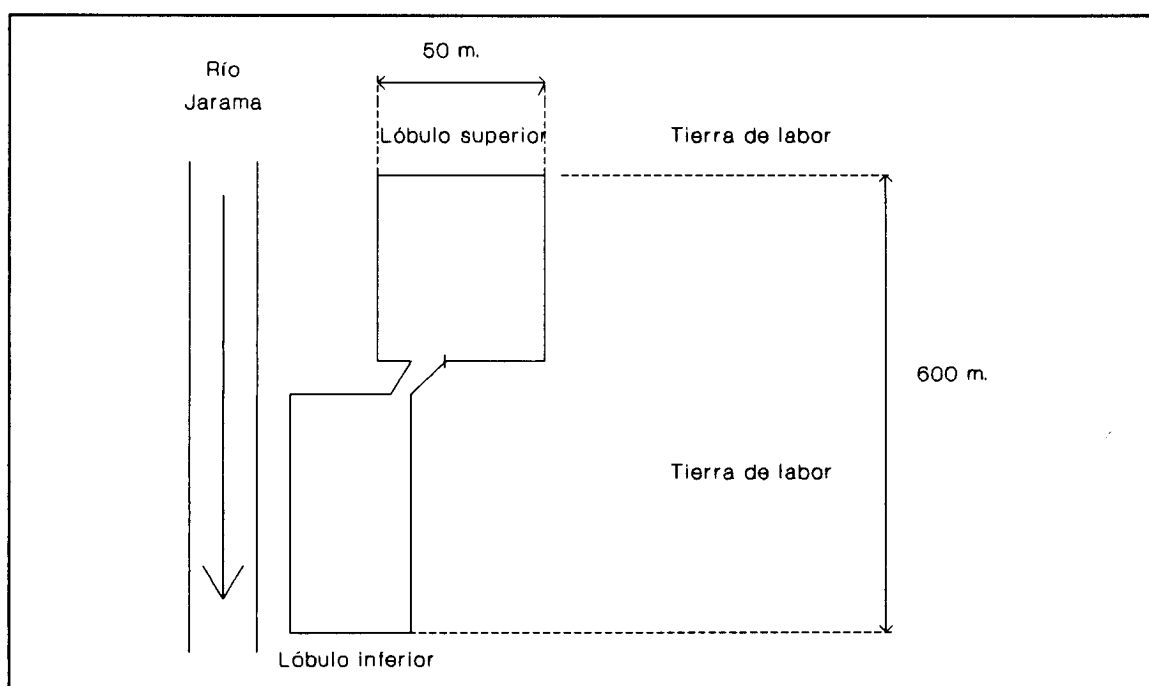 50 m.
Río
Jarama
Lóbulo superior
Tierra de labor
600 m.
Tierra de labor
Lóbulo inferior